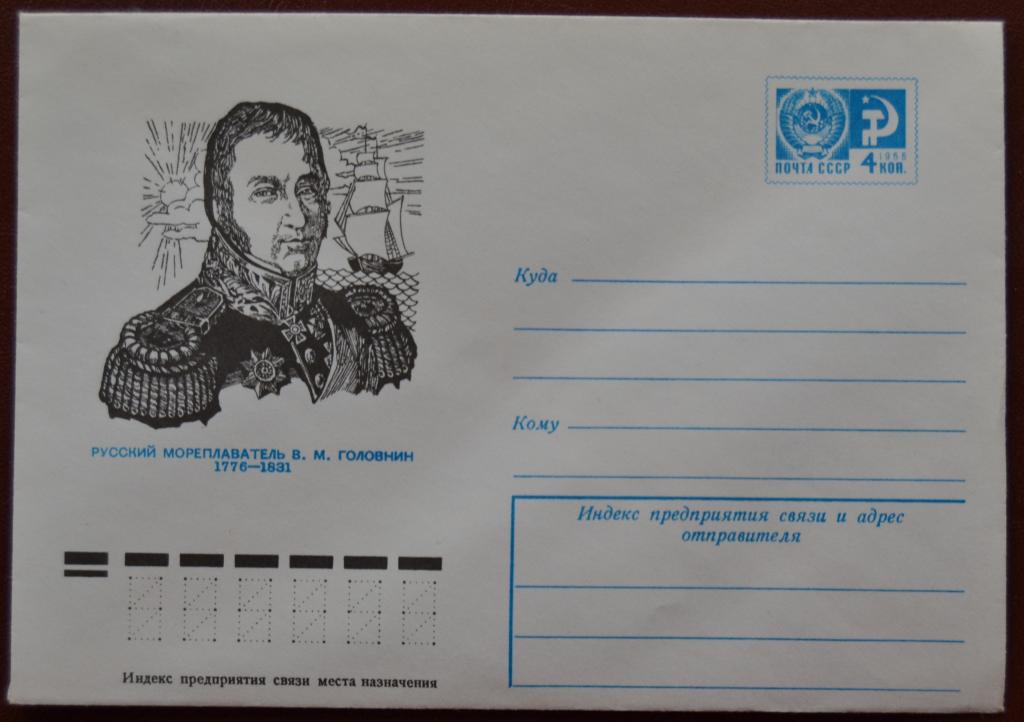 ПОЧТА СССР
1966
4 КОП.
РУССКИЙ МОРЕПЛАВАТЕЛЬ В. М. ГОЛОВНИН
1776—1831
Куда
Кому
Индекс предприятия связи и адрес
отправителя
Индекс предприятия связи места назначения